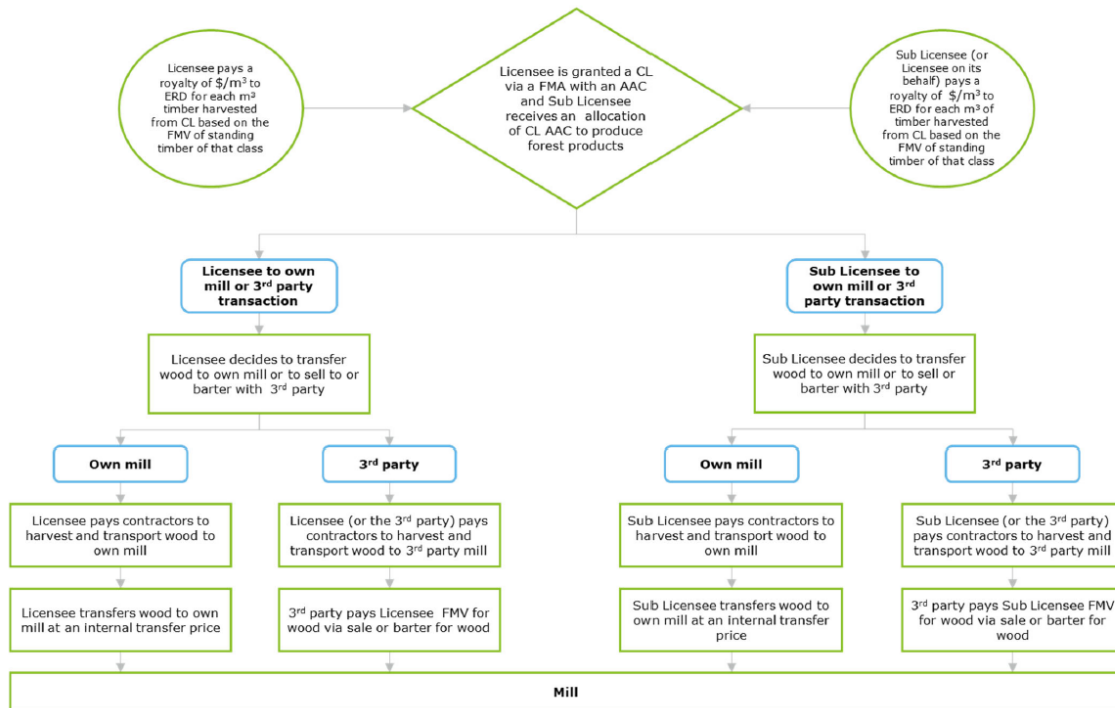 Licensee pays a
royalty of $/m³ to
ERD for each m³
timber harvested
from CL based on the
FMV of standing
timber of that class
Licensee is granted a CL
via a FMA with an AAC
and Sub Licensee
receives an allocation
of CL AAC to produce
forest products
Sub Licensee (or
Licensee on its
behalf) pays a
royalty of $/m³ to
ERD for each m³ of
timber harvested
from CL based on
the FMV of standing
timber of that class
Licensee to own
mill or 3rd party
transaction
Sub Licensee to
own mill or 3rd
party transaction
Licensee decides to transfer
wood to own mill or to sell to or
barter with 3rd party
Sub Licensee decides to transfer
wood to own mill or to sell or
barter with 3rd party
Own mill
3rd party
Own mill
3rd party
Licensee pays contractors to
harvest and transport wood to
own mill
Licensee (or the 3rd party) pays
contractors to harvest and
transport wood to 3rd party mill
Sub Licensee pays contractors to
harvest and transport wood to
own mill
Sub Licensee (or the 3rd party)
pays contractors to harvest and
transport wood to 3rd party mill
Licensee transfers wood to own
mill at an internal transfer price
3rd party pays Licensee FMV for
wood via sale or barter for wood
Sub Licensee transfers wood to
own mill at an internal transfer
price
3rd party pays Sub Licensee FMV
for wood via sale or barter for
wood
Mill